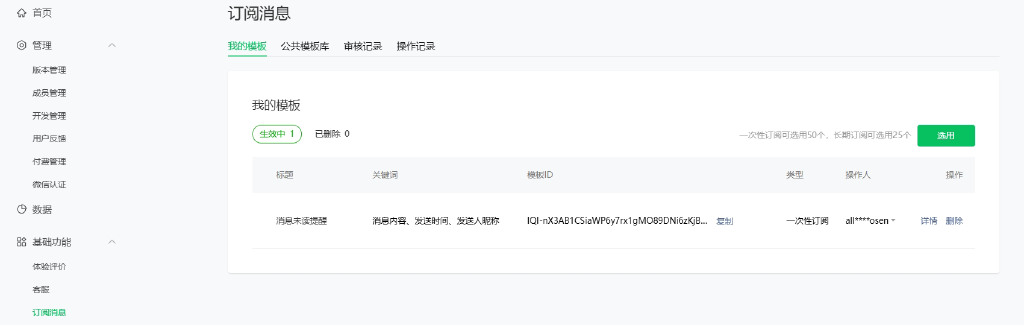 首页
管理
版本管理
成员管理
开发管理
用户反馈
付费管理
微信认证
数据
基础功能
体验评价
客服
订阅消息
订阅消息
我的模板 公共模板库 审核记录 操作记录
我的模板
生效中 1 已删除 0 一次性订阅可选用50个，长期订阅可选用25个 选用
标题 关键词 模板ID 类型 操作人 操作
消息未读提醒 消息内容、发送时间、发送人昵称 IQI-nX3AB1CSiaWP6y7rx1gMO89DNi6zKjB... 复制 一次性订阅 all****osen 详情 删除